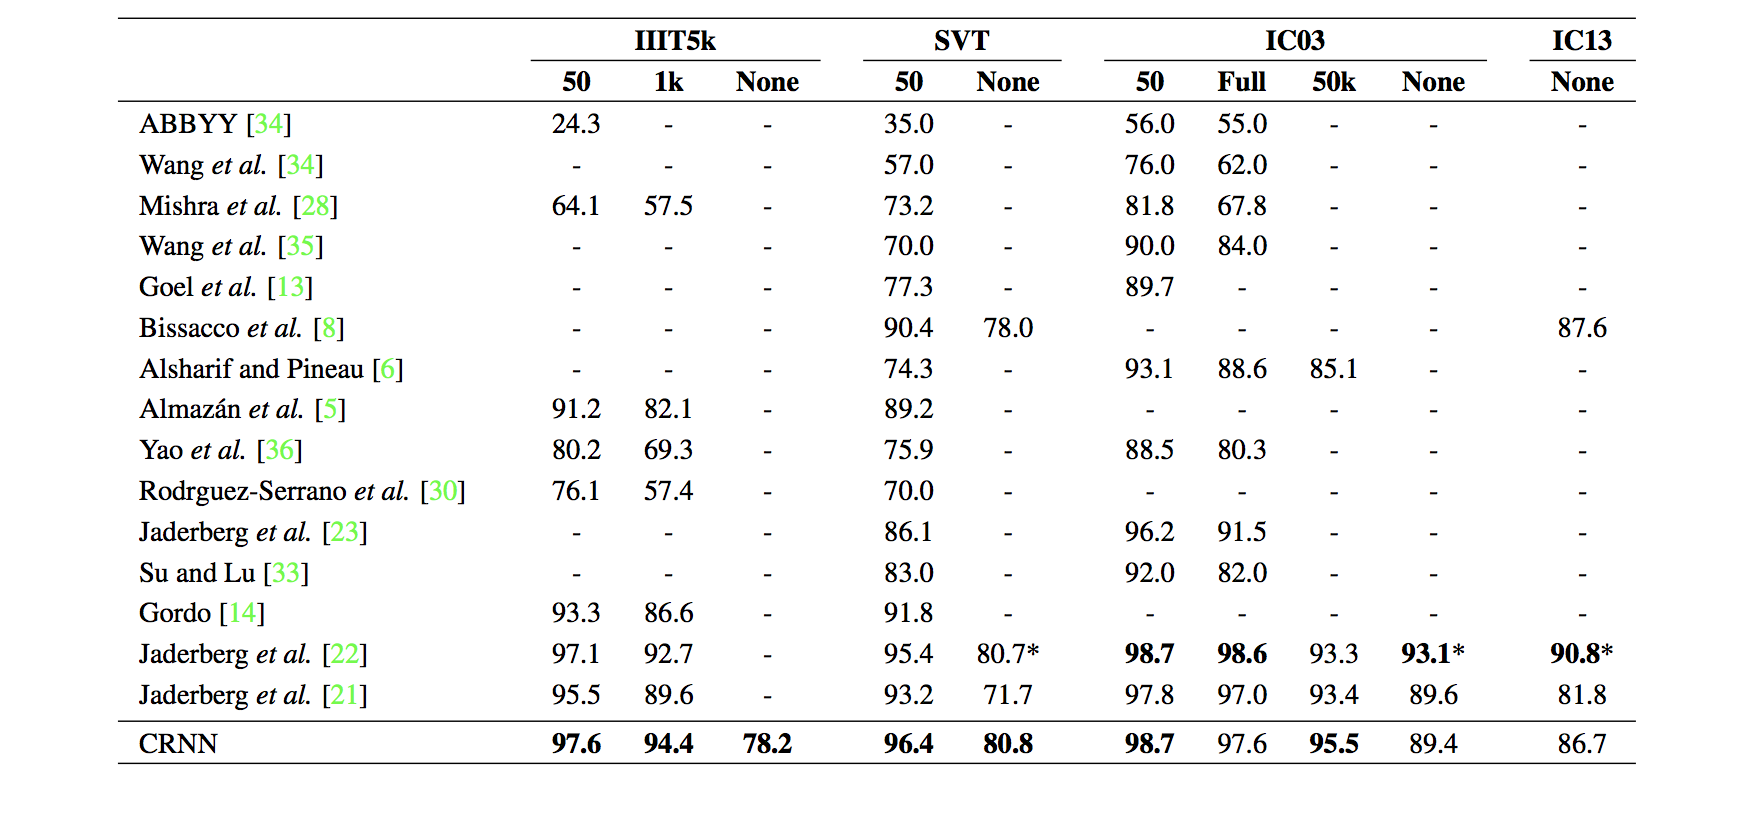 IIIT5k SVT IC03 IC13
50 1k None 50 None 50 Full 50k None None
ABBYY [34] 24.3 - - 35.0 - 56.0 55.0 - - -
Wang et al. [34] - - - 57.0 - 76.0 62.0 - - -
Mishra et al. [28] 64.1 57.5 - 73.2 - 81.8 67.8 - - -
Wang et al. [35] - - - 70.0 - 90.0 84.0 - - -
Goel et al. [13] - - - 77.3 - 89.7 - - - -
Bissacco et al. [8] - - - 90.4 78.0 - - - - 87.6
Alsharif and Pineau [6] - - - 74.3 - 93.1 88.6 85.1 - -
Almazán et al. [5] 91.2 82.1 - 89.2 - - - - - -
Yao et al. [36] 80.2 69.3 - 75.9 - 88.5 80.3 - - -
Rodrguez-Serrano et al. [30] 76.1 57.4 - 70.0 - - - - - -
Jaderberg et al. [23] - - - 86.1 - 96.2 91.5 - - -
Su and Lu [33] - - - 83.0 - 92.0 82.0 - - -
Gordo [14] 93.3 86.6 - 91.8 - - - - - -
Jaderberg et al. [22] 97.1 92.7 - 95.4 80.7* 98.7 98.6 93.3 93.1* 90.8*
Jaderberg et al. [21] 95.5 89.6 - 93.2 71.7 97.8 97.0 93.4 89.6 81.8
CRNN 97.6 94.4 78.2 96.4 80.8 98.7 97.6 95.5 89.4 86.7